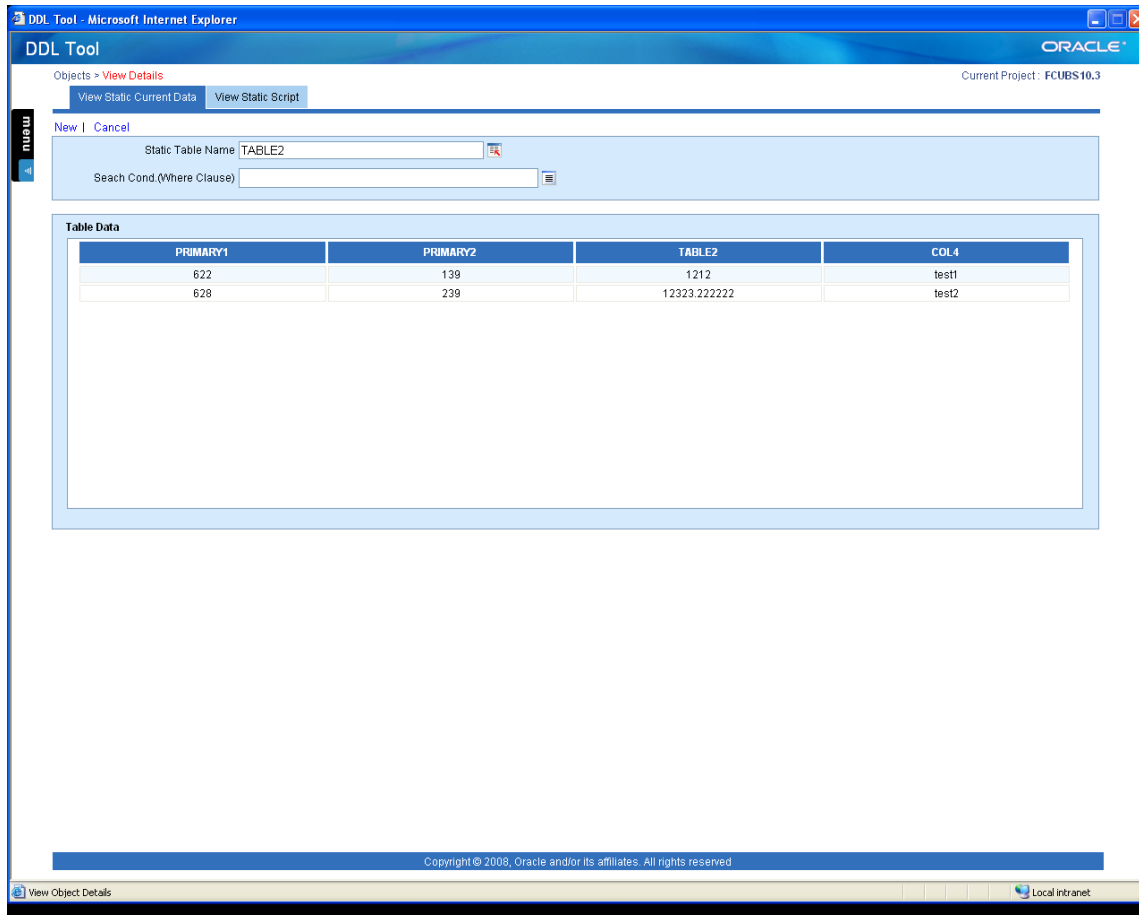 DDL Tool - Microsoft Internet Explorer
DDL Tool ORACLE
Objects > View Details Current Project : FCUBS10.3
View Static Current Data View Static Script
menu
New | Cancel
Static Table Name TABLE2
Seach Cond.(Where Clause)
Table Data
PRIMARY1 PRIMARY2 TABLE2 COL4
622 139 1212 test1
628 239 12323.222222 test2
Copyright © 2008, Oracle and/or its affiliates. All rights reserved
View Object Details Local intranet